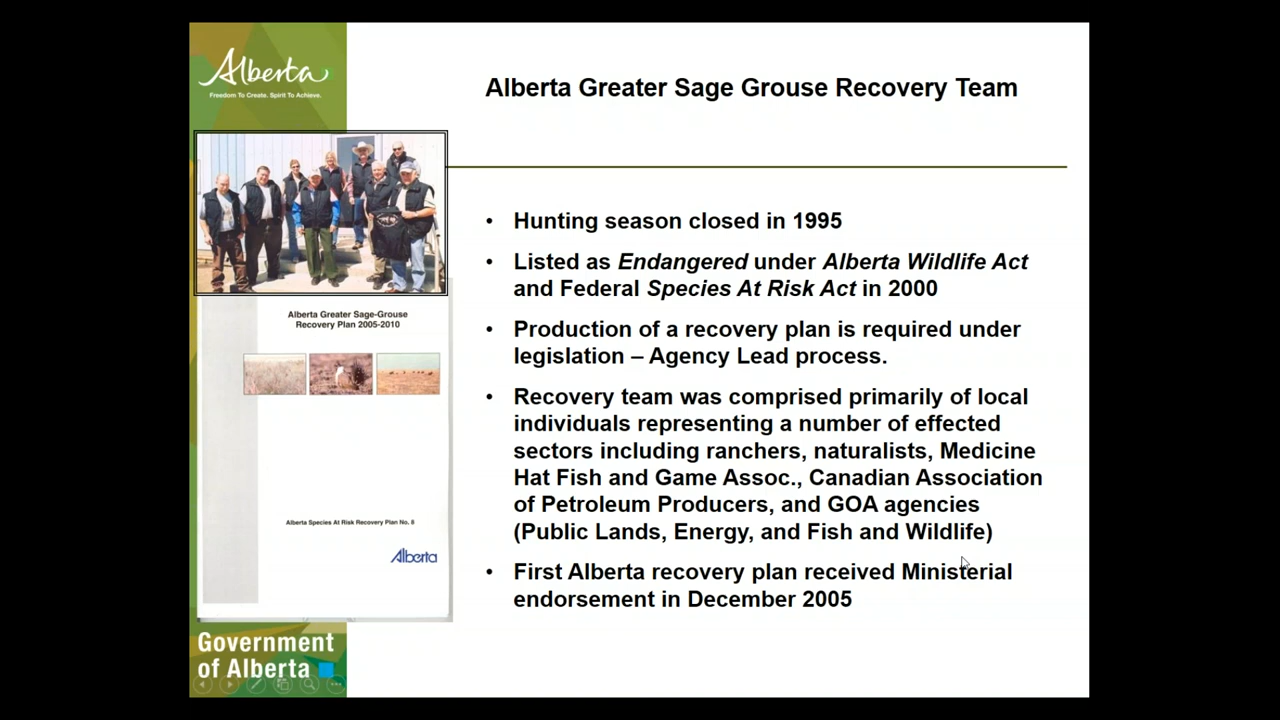 Alberta
Freedom To Create. Spirit To Achieve.
Alberta Greater Sage Grouse Recovery Team
• Hunting season closed in 1995
• Listed as Endangered under Alberta Wildlife Act
and Federal Species At Risk Act in 2000
• Production of a recovery plan is required under
legislation – Agency Lead process.
• Recovery team was comprised primarily of local
individuals representing a number of effected
sectors including ranchers, naturalists, Medicine
Hat Fish and Game Assoc., Canadian Association
of Petroleum Producers, and GOA agencies
(Public Lands, Energy, and Fish and Wildlife)
• First Alberta recovery plan received Ministerial
endorsement in December 2005
Alberta Greater Sage-Grouse
Recovery Plan 2005-2010
Alberta Species At Risk Recovery Plan No. 8
Alberta
Government
of Alberta